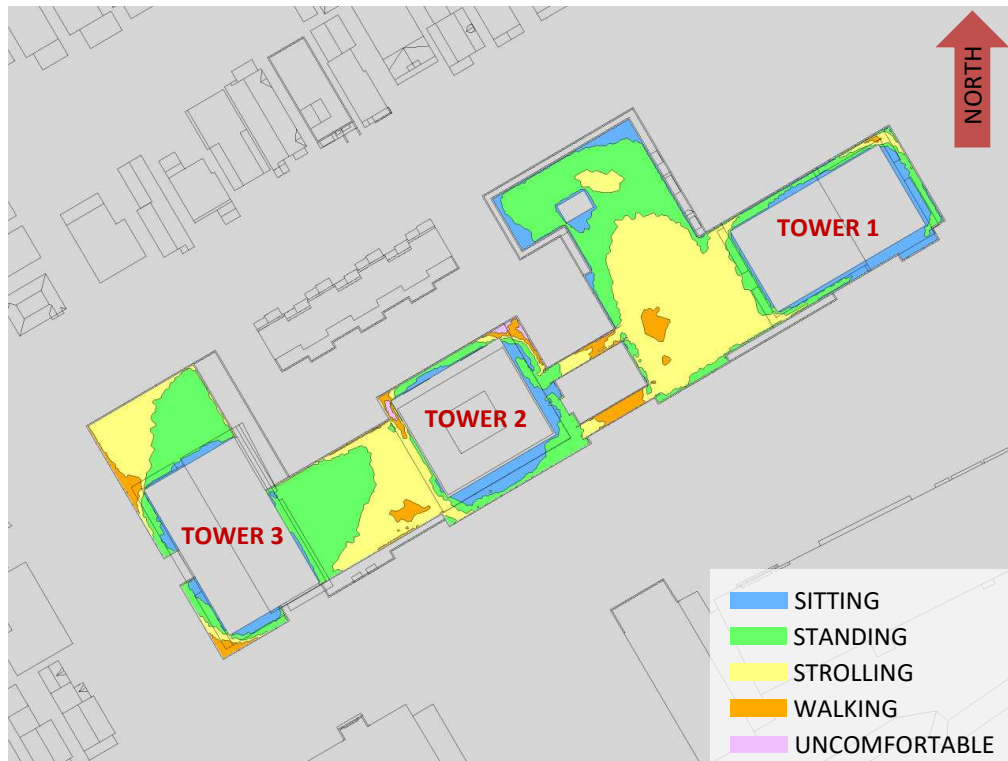 NORTH
TOWER 1
TOWER 2
TOWER 3
SITTING
STANDING
STROLLING
WALKING
UNCOMFORTABLE